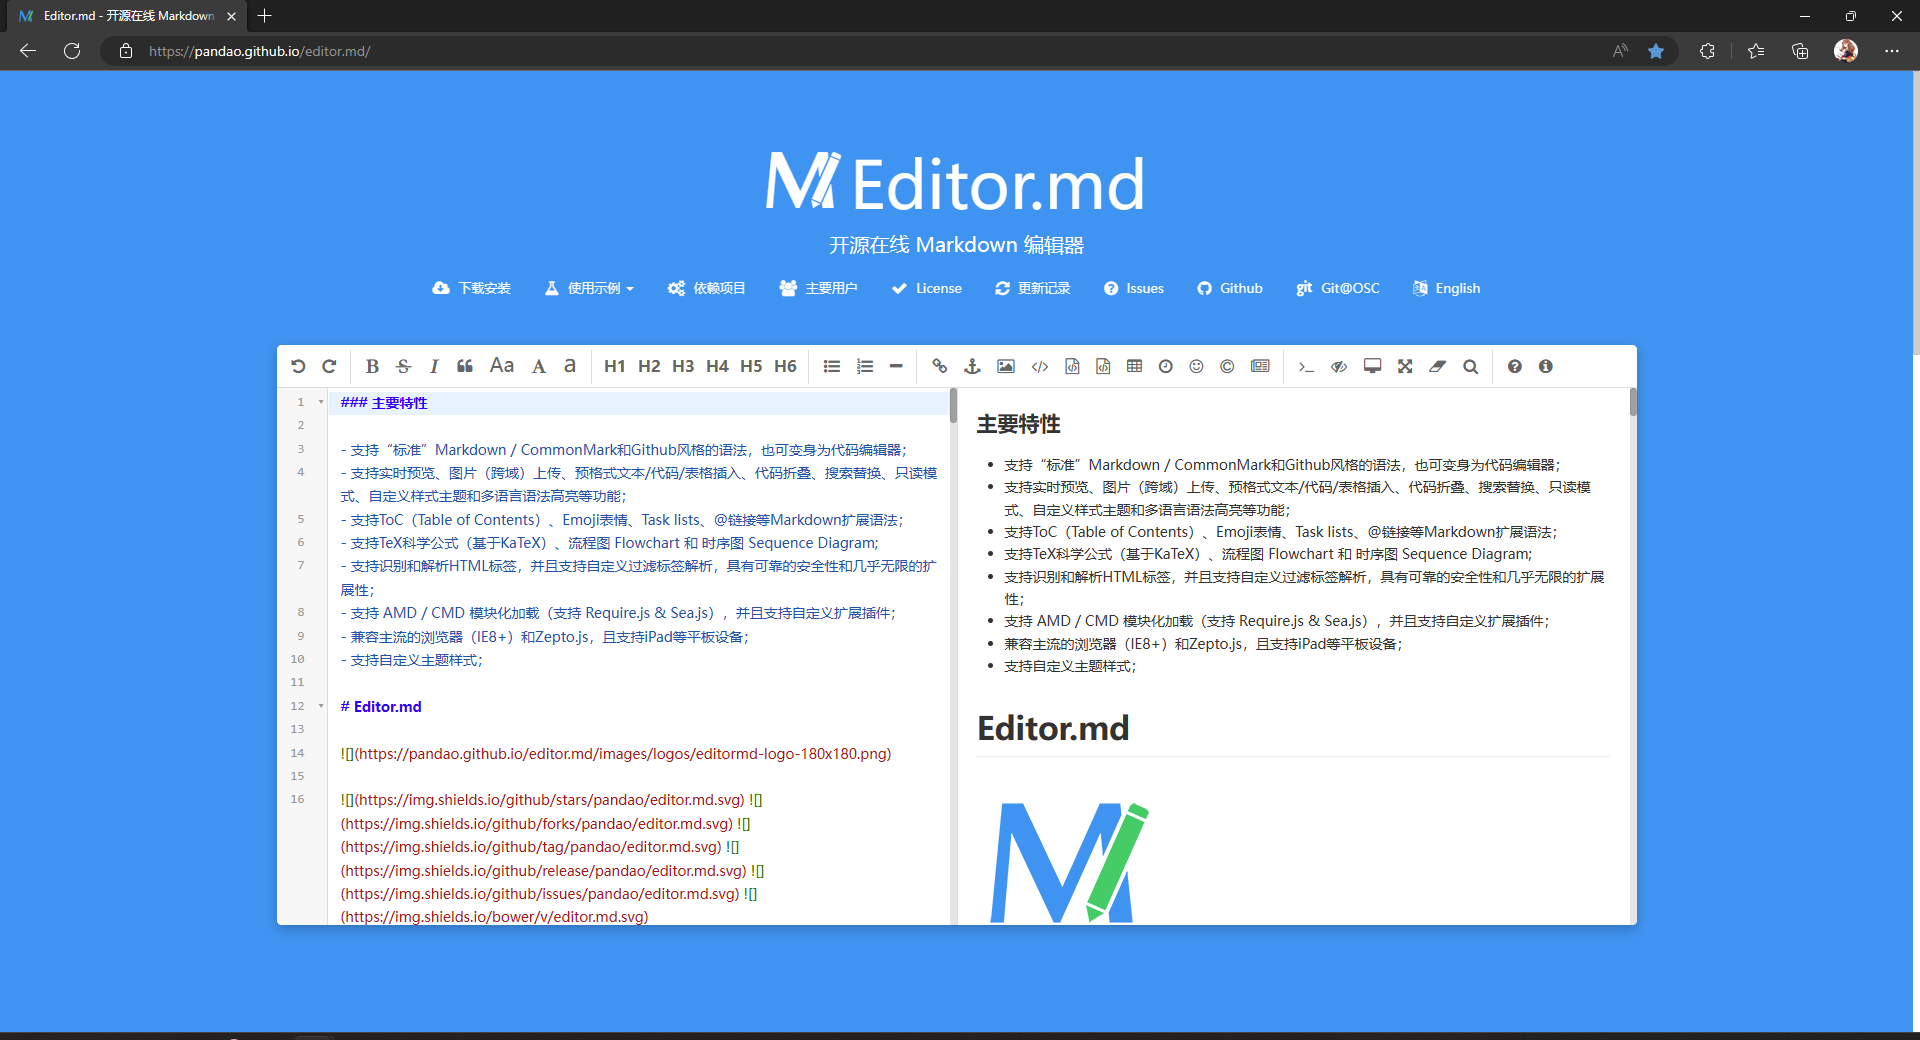 Editor.md - 开源在线 Markdown
https://pandao.github.io/editor.md/
Editor.md
开源在线 Markdown 编辑器
下载安装 使用示例 依赖项目 主要用户 License 更新记录 Issues Github Git@OSC English
B S I Aa A a H1 H2 H3 H4 H5 H6
1 ### 主要特性
2
3 - 支持“标准”Markdown / CommonMark和Github风格的语法，也可变身为代码编辑器；
4 - 支持实时预览、图片（跨域）上传、预格式文本/代码/表格插入、代码折叠、搜索替换、只读模
式、自定义样式主题和多语言语法高亮等功能；
5 - 支持ToC（Table of Contents）、Emoji表情、Task lists、@链接等Markdown扩展语法；
6 - 支持TeX科学公式（基于KaTeX）、流程图 Flowchart 和 时序图 Sequence Diagram;
7 - 支持识别和解析HTML标签，并且支持自定义过滤标签解析，具有可靠的安全性和几乎无限的扩
展性；
8 - 支持 AMD / CMD 模块化加载（支持 Require.js & Sea.js），并且支持自定义扩展插件；
9 - 兼容主流的浏览器（IE8+）和Zepto.js，且支持iPad等平板设备；
10 - 支持自定义主题样式；
11
12 # Editor.md
13
14 ![](https://pandao.github.io/editor.md/images/logos/editormd-logo-180x180.png)
15
16 ![](https://img.shields.io/github/stars/pandao/editor.md.svg) ![]
(https://img.shields.io/github/forks/pandao/editor.md.svg) ![]
(https://img.shields.io/github/tag/pandao/editor.md.svg) ![]
(https://img.shields.io/github/release/pandao/editor.md.svg) ![]
(https://img.shields.io/github/issues/pandao/editor.md.svg) ![]
(https://img.shields.io/bower/v/editor.md.svg)
主要特性
支持“标准”Markdown / CommonMark和Github风格的语法，也可变身为代码编辑器；
支持实时预览、图片（跨域）上传、预格式文本/代码/表格插入、代码折叠、搜索替换、只读模
式、自定义样式主题和多语言语法高亮等功能；
支持ToC（Table of Contents）、Emoji表情、Task lists、@链接等Markdown扩展语法；
支持TeX科学公式（基于KaTeX）、流程图 Flowchart 和 时序图 Sequence Diagram;
支持识别和解析HTML标签，并且支持自定义过滤标签解析，具有可靠的安全性和几乎无限的扩展
性；
支持 AMD / CMD 模块化加载（支持 Require.js & Sea.js），并且支持自定义扩展插件；
兼容主流的浏览器（IE8+）和Zepto.js，且支持iPad等平板设备；
支持自定义主题样式；
Editor.md